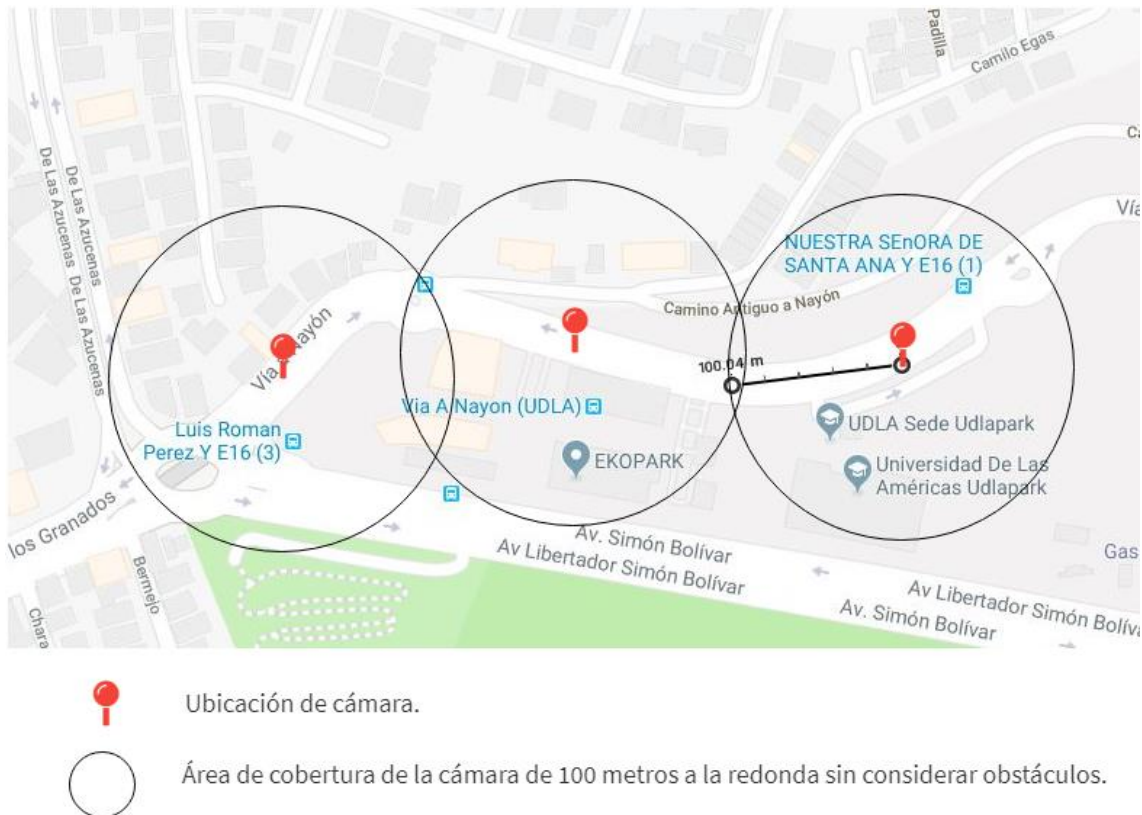 Padilla
Camilo Egas
De Las Azucenas
De Las Azucenas
De Las Azucenas
De Las Azucenas
Ca
Vía
NUESTRA SEnORA DE
SANTA ANA Y E16 (1)
Camino Antiguo a Nayón
Vía A Nayón
100.04 m
Via A Nayon (UDLA)
Luis Roman
Perez Y E16 (3)
UDLA Sede Udlapark
EKOPARK
Universidad De Las
Américas Udlapark
los Granados
Av. Simón Bolívar
Av Libertador Simón Bolívar
Gas
Bermejo
Av Libertador Simón Bolíva
Av. Simón Bolívar
Chara
Ubicación de cámara.
Área de cobertura de la cámara de 100 metros a la redonda sin considerar obstáculos.